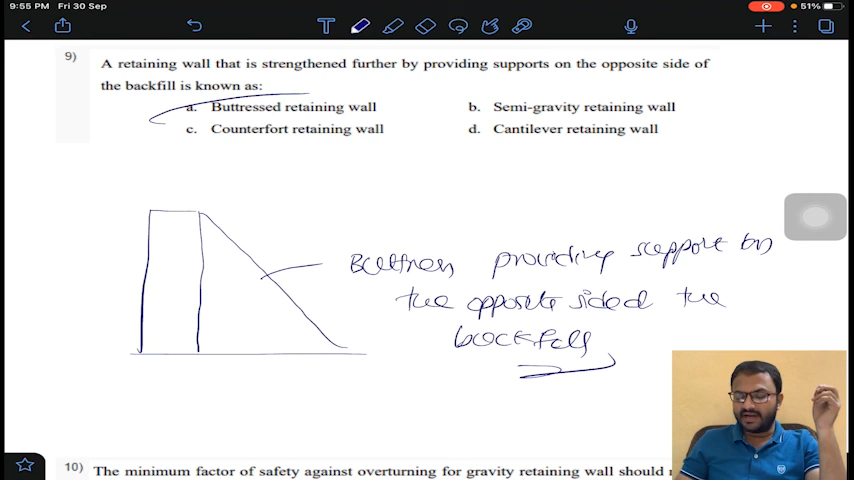 9:55 PM Fri 30 Sep
51%
T
9)
A retaining wall that is strengthened further by providing supports on the opposite side of
the backfill is known as:
a. Buttressed retaining wall
b. Semi-gravity retaining wall
c. Counterfort retaining wall
d. Cantilever retaining wall
providing support on
the opposite side
the
backfill
10) The minimum factor of safety against overturning for gravity retaining wall should